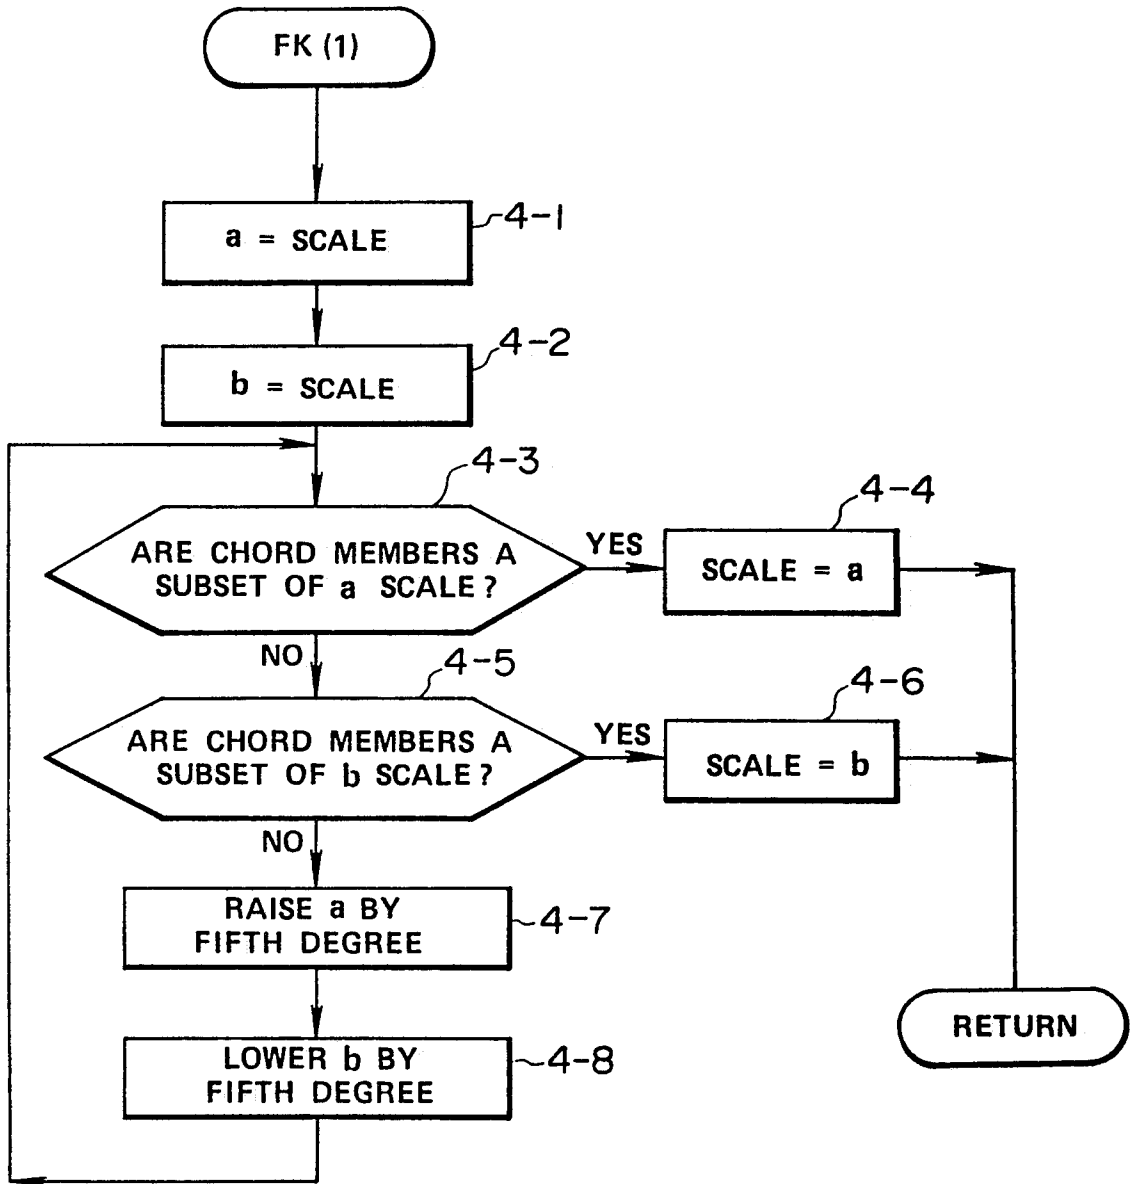 FK (1)
a = SCALE
4-1
b = SCALE
4-2
4-3
ARE CHORD MEMBERS A
SUBSET OF a SCALE?
YES
4-4
SCALE = a
NO
4-5
ARE CHORD MEMBERS A
SUBSET OF b SCALE?
YES
4-6
SCALE = b
NO
RAISE a BY
FIFTH DEGREE
4-7
LOWER b BY
FIFTH DEGREE
4-8
RETURN